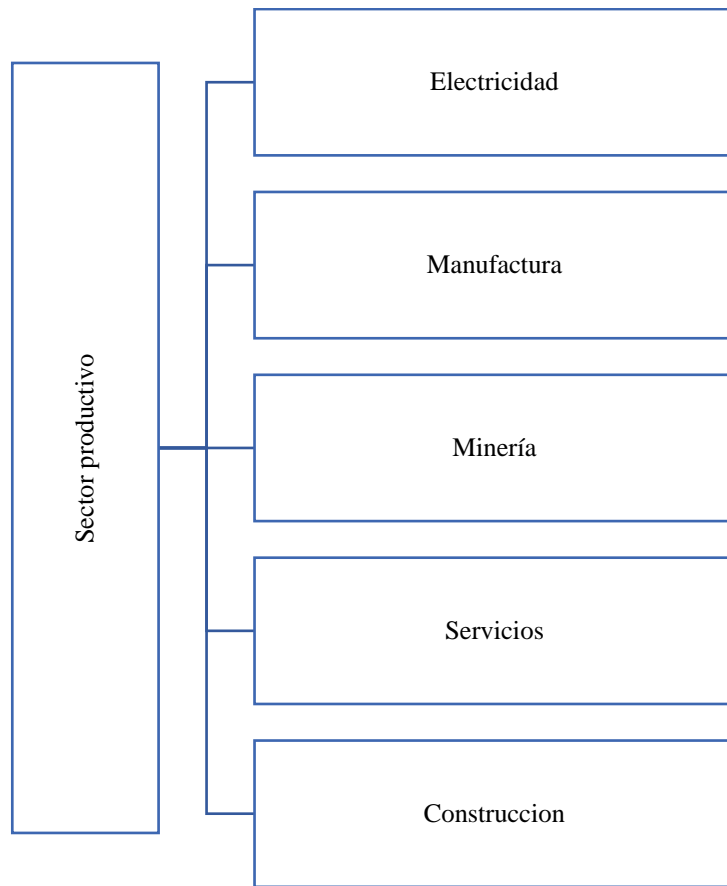 Sector productivo
Electricidad
Manufactura
Minería
Servicios
Construccion